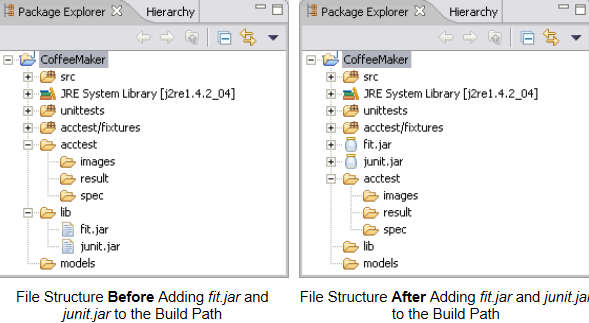 Package Explorer
Hierarchy
CoffeeMaker
src
JRE System Library [j2re1.4.2_04]
unittests
acctest/fixtures
acctest
images
result
spec
lib
fit.jar
junit.jar
models
File Structure Before Adding fit.jar and
junit.jar to the Build Path
Package Explorer
Hierarchy
CoffeeMaker
src
JRE System Library [j2re1.4.2_04]
unittests
acctest/fixtures
fit.jar
junit.jar
acctest
images
result
spec
lib
models
File Structure After Adding fit.jar and junit.jar
to the Build Path